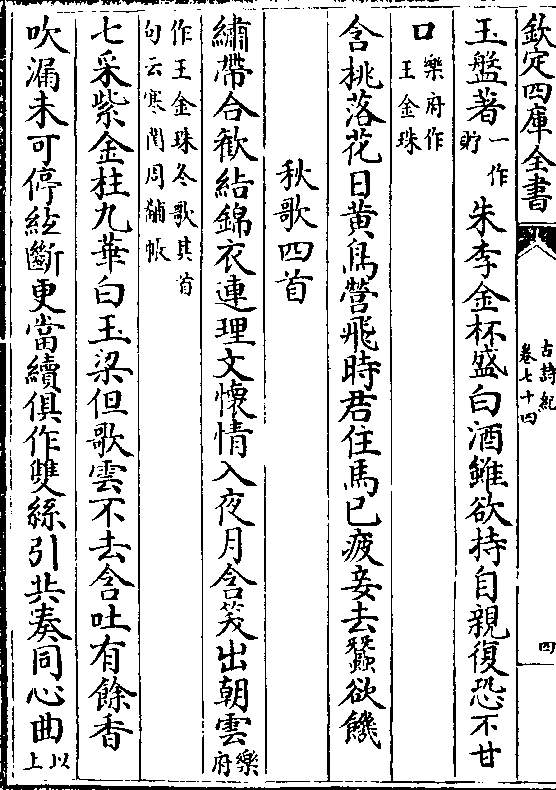 欽定四庫全書
古詩紀
卷七十四
四
玉盤著一作貯朱李金杯盛白酒雖欲持自親復恐不甘
口樂府作王金珠
含桃落花日黄鳥營飛時君住馬已疲妾去蠶欲饑
秋歌四首
繡帶合歡結錦衣連理文懷情入夜月含笑出朝雲樂府
作王金珠冬歌其首句云寒閨周黼帳
七采紫金柱九華白玉梁但歌雲不去含吐有餘香
吹漏未可停絃斷更當續俱作雙絲引共奏同心曲以上